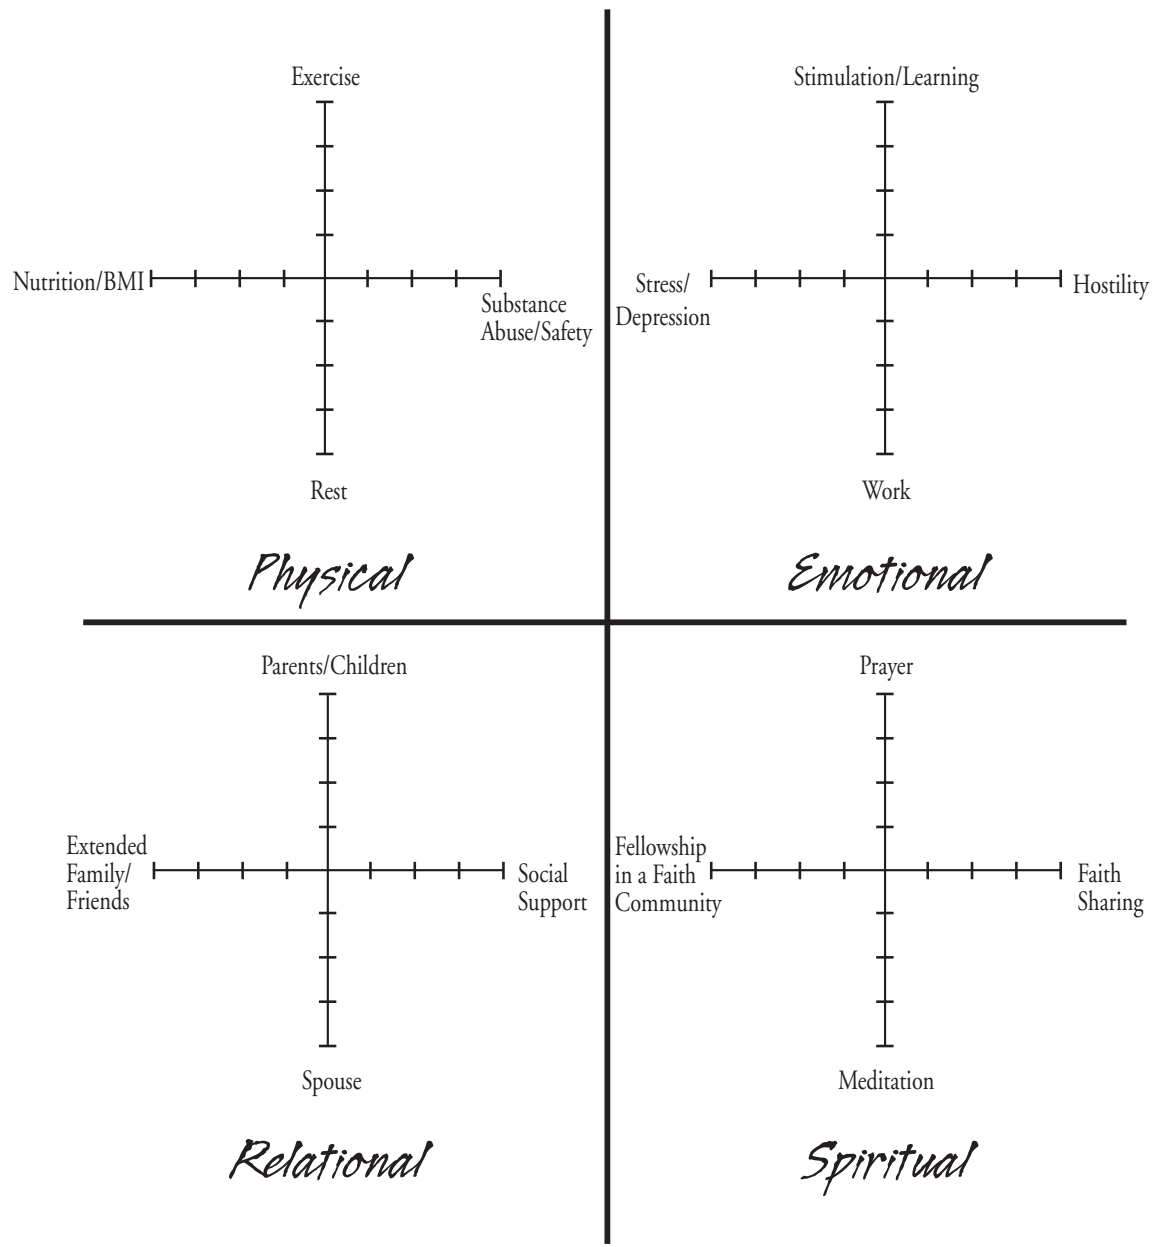 Exercise
Nutrition/BMI
Substance
Abuse/Safety
Rest
Physical
Stimulation/Learning
Stress/
Depression
Hostility
Work
Emotional
Parents/Children
Extended
Family/
Friends
Social
Support
Spouse
Relational
Prayer
Fellowship
in a Faith
Community
Faith
Sharing
Meditation
Spiritual